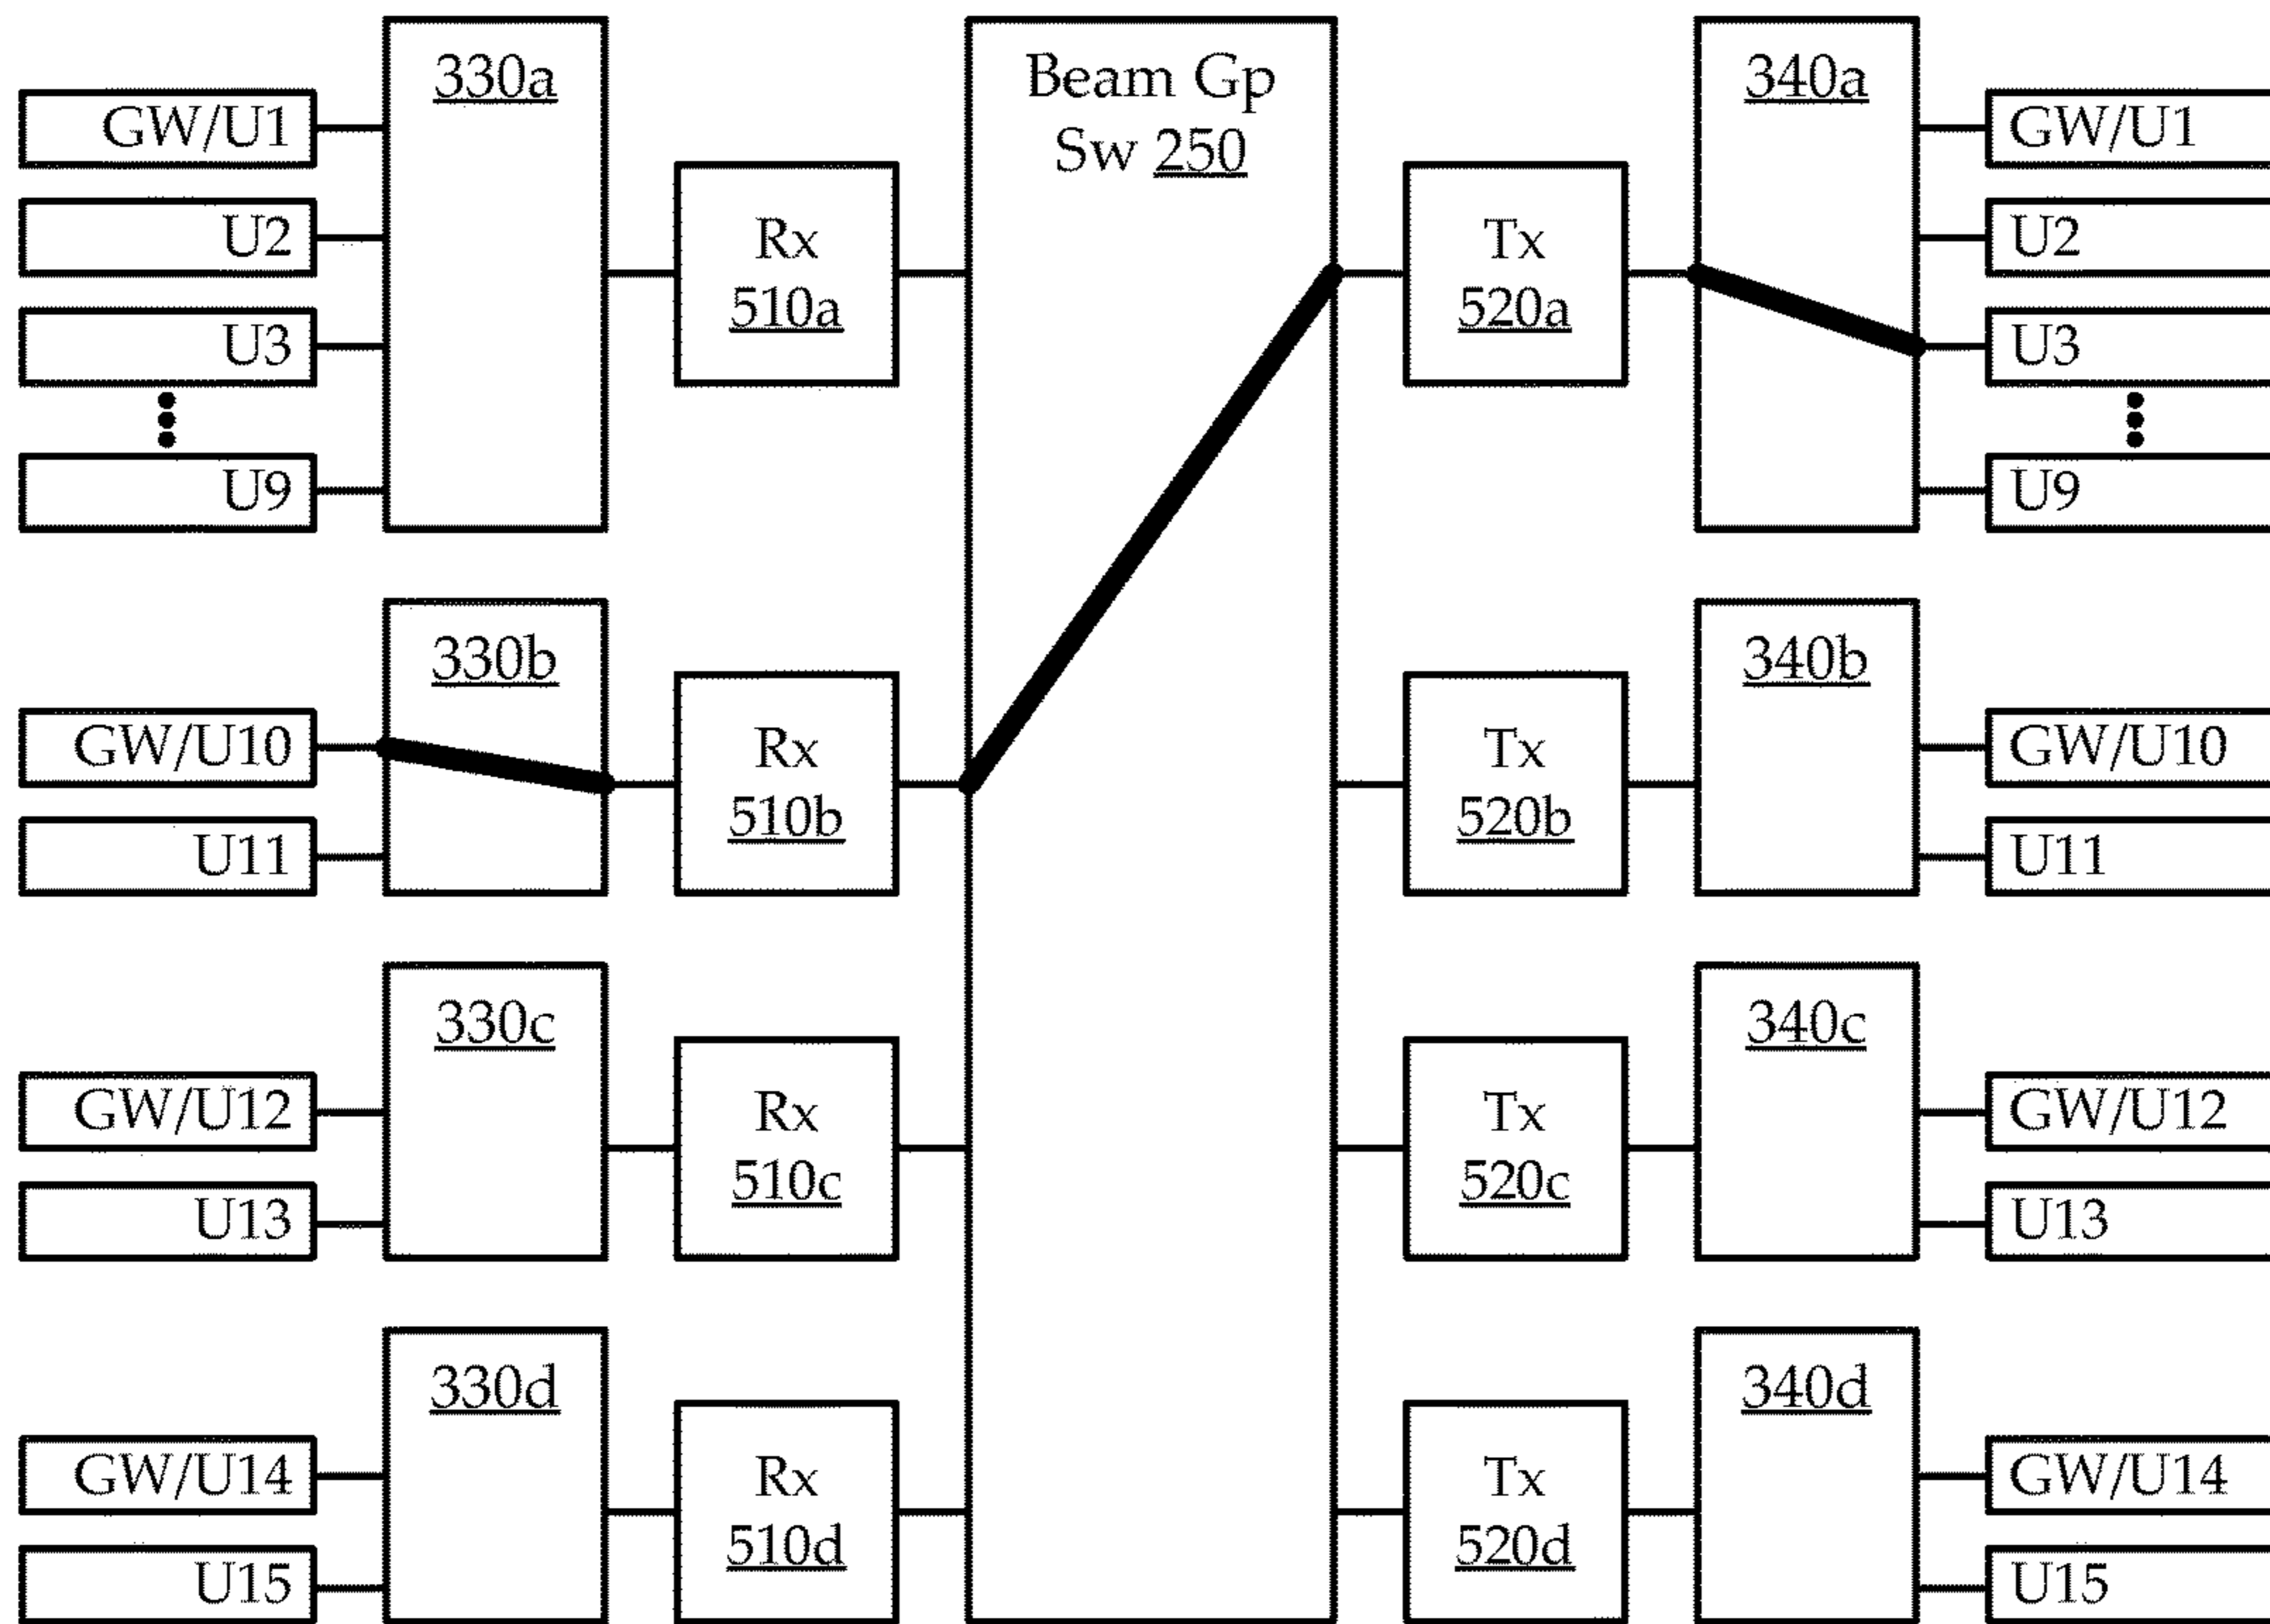 330a
Beam Gp
Sw 250
340a
GW/U1
GW/U1
U2
Rx
510a
Tx
520a
U2
U3
U3
U9
U9
330b
340b
GW/U10
Rx
510b
Tx
520b
GW/U10
U11
U11
330c
340c
GW/U12
Rx
510c
Tx
520c
GW/U12
U13
U13
330d
340d
GW/U14
Rx
510d
Tx
520d
GW/U14
U15
U15